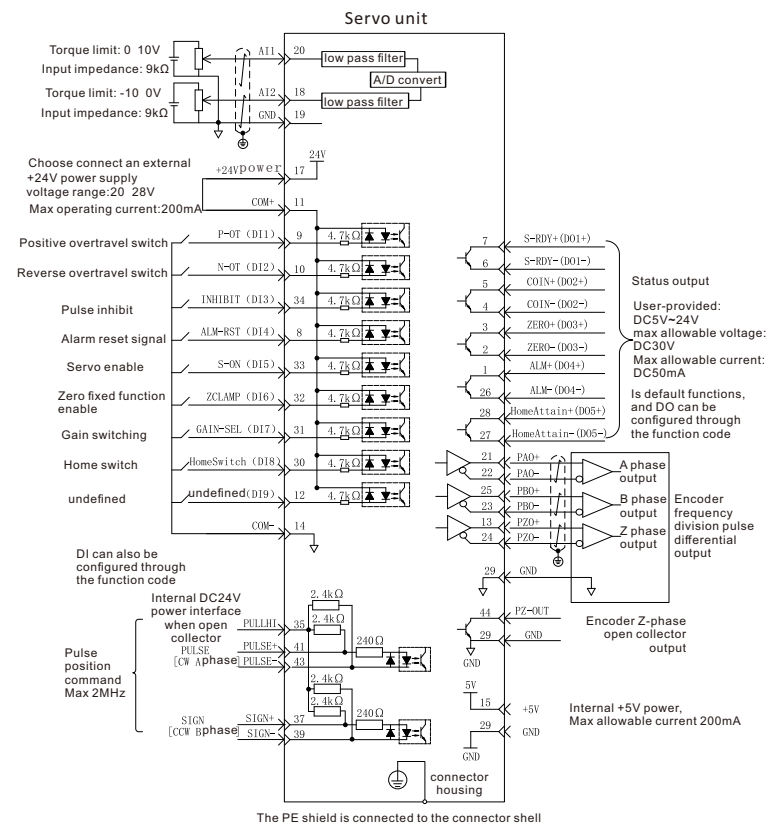 Servo unit
Torque limit: 0 10V
Input impedance: 9kΩ
AI1
20
low pass filter
A/D convert
Torque limit: -10 0V
Input impedance: 9kΩ
AI2
18
low pass filter
GND
19
24V
Choose connect an external
+24V power supply
voltage range:20 28V
Max operating current:200mA
+24Vpower
17
COM+
11
Positive overtravel switch
P-OT (DI1)
9
4.7kΩ
Reverse overtravel switch
N-OT (DI2)
10
4.7kΩ
Pulse inhibit
INHIBIT (DI3)
34
4.7kΩ
Alarm reset signal
ALM-RST (DI4)
8
4.7kΩ
Servo enable
S-ON (DI5)
33
4.7kΩ
Zero fixed function
enable
ZCLAMP (DI6)
32
4.7kΩ
Gain switching
GAIN-SEL (DI7)
31
4.7kΩ
Home switch
HomeSwitch (DI8)
30
4.7kΩ
undefined
undefined(DI9)
12
4.7kΩ
COM-
14
DI can also be
configured through
the function code
7
S-RDY+(DO1+)
6
S-RDY-(DO1-)
5
COIN+(DO2+)
4
COIN-(DO2-)
3
ZERO+(DO3+)
2
ZERO-(DO3-)
1
ALM+(DO4+)
26
ALM-(DO4-)
28
HomeAttain+(DO5+)
27
HomeAttain-(DO5-)
Status output
User-provided:
DC5V~24V
max allowable voltage:
DC30V
Max allowable current:
DC50mA
Is default functions,
and DO can be
configured through
the function code
21
PAO+
22
PAO-
A phase
output
25
PBO+
23
PBO-
B phase
output
13
PZO+
24
PZO-
Z phase
output
Encoder
frequency
division pulse
differential
output
29
GND
44
PZ-OUT
29
GND
GND
Encoder Z-phase
open collector
output
5V
15
+5V
29
GND
GND
Internal +5V power,
Max allowable current 200mA
Internal DC24V
power interface
when open
collector
Pulse
position
command
Max 2MHz
PULLHI
35
2.4kΩ
2.4kΩ
PULSE
[CW Aphase]
PULSE+
41
240Ω
PULSE-
43
2.4kΩ
2.4kΩ
SIGN
[CCW Bphase]
SIGN+
37
240Ω
SIGN-
39
connector
housing
The PE shield is connected to the connector shell